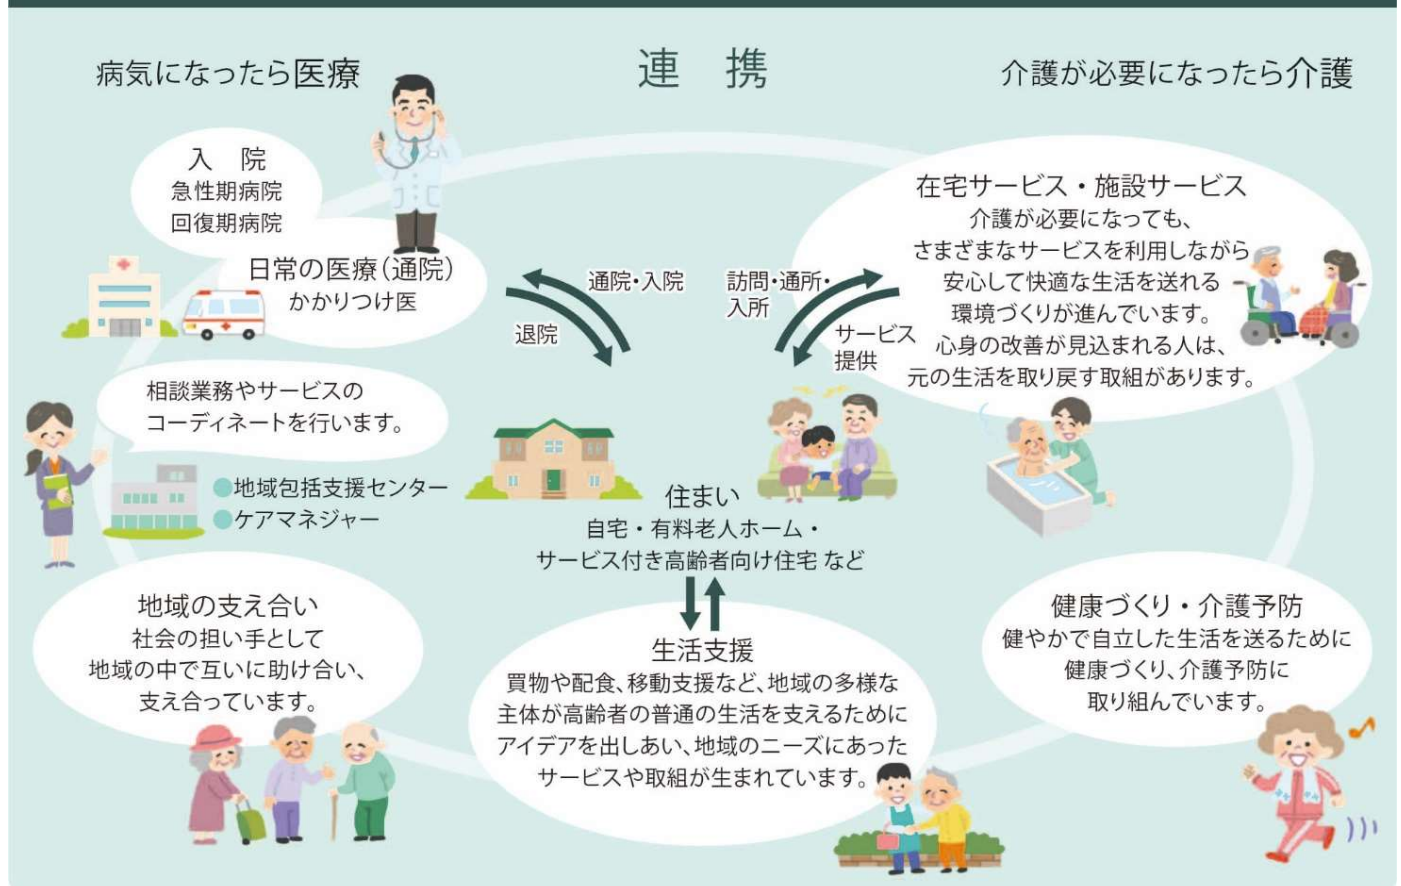 病気になったら医療
連　携
介護が必要になったら介護
入　院
急性期病院
回復期病院
日常の医療(通院)
かかりつけ医
通院・入院
退院
訪問・通所・
入所
サービス
提供
在宅サービス・施設サービス
介護が必要になっても、
さまざまなサービスを利用しながら
安心して快適な生活を送れる
環境づくりが進んでいます。
心身の改善が見込まれる人は、
元の生活を取り戻す取組があります。
相談業務やサービスの
コーディネートを行います。
●地域包括支援センター
●ケアマネジャー
住まい
自宅・有料老人ホーム・
サービス付き高齢者向け住宅 など
地域の支え合い
社会の担い手として
地域の中で互いに助け合い、
支え合っています。
生活支援
買物や配食、移動支援など、地域の多様な
主体が高齢者の普通の生活を支えるために
アイデアを出しあい、地域のニーズにあった
サービスや取組が生まれています。
健康づくり・介護予防
健やかで自立した生活を送るために
健康づくり、介護予防に
取り組んでいます。